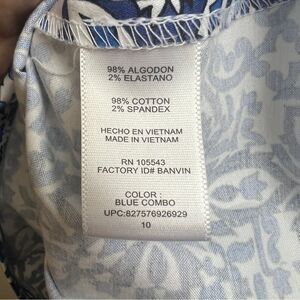 98% ALGODON
2% ELASTANO
98% COTTON
2% SPANDEX
HECHO EN VIETNAM
MADE IN VIETNAM
RN 105543
FACTORY ID# BANVIN
COLOR :
BLUE COMBO
UPC:827576926929
10